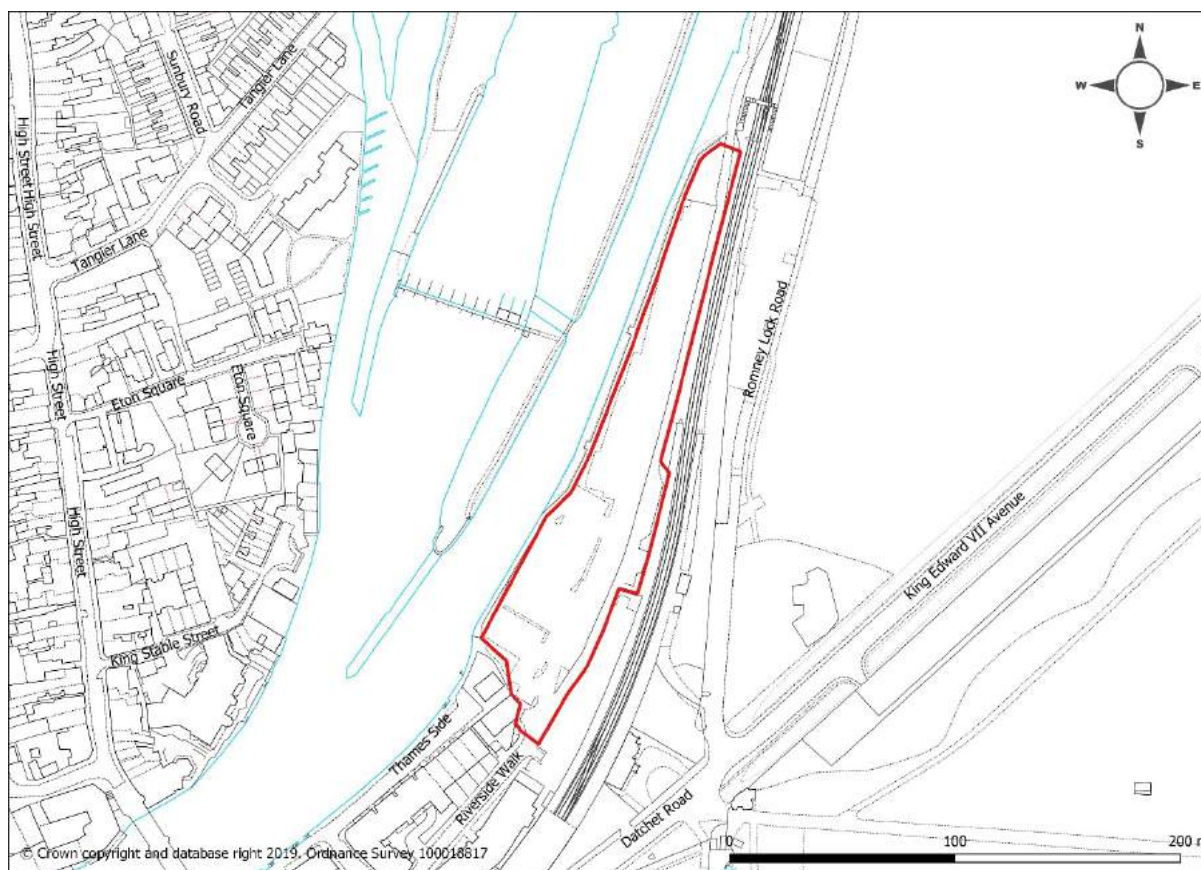 N
W E
S
Sunbury Road
Tangier Lane
High Street
High Street
Tangier Lane
High Street
Eton Square
Eton Square
High Street
King Stable Street
Thames Side
Riverside Walk
Datchet Road
Romney Lock Road
King Edward VII Avenue
© Crown copyright and database right 2019. Ordnance Survey 100018817
0 100 200 m